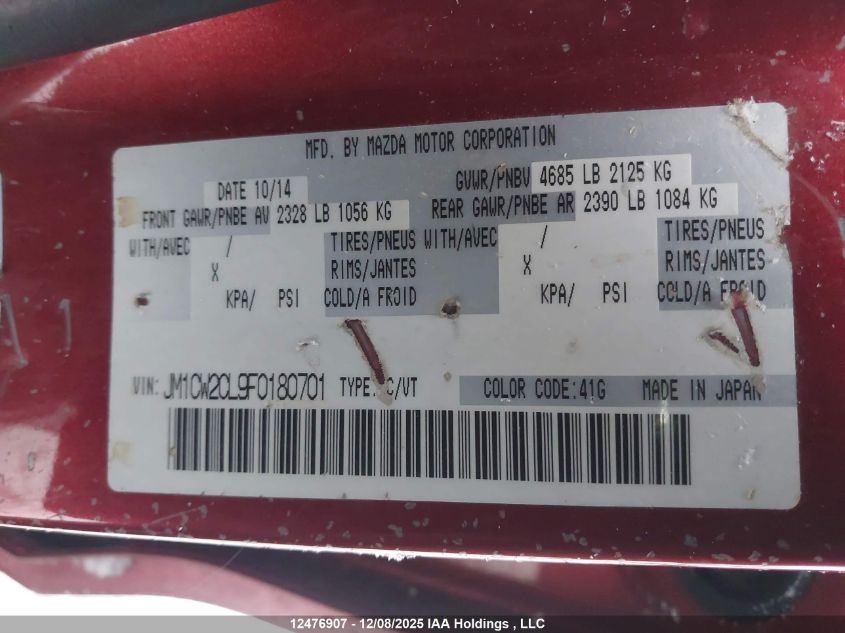 MFD. BY MAZDA MOTOR CORPORATION
DATE 10/14 GVWR/PNBV 4685 LB 2125 KG
FRONT GAWR/PNBE AV 2328 LB 1056 KG REAR GAWR/PNBE AR 2390 LB 1084 KG
WITH/AVEC / TIRES/PNEUS WITH/AVEC / TIRES/PNEUS
X RIMS/JANTES X RIMS/JANTES
KPA/ PSI COLD/A FROID KPA/ PSI COLD/A FROID
VIN: JM1CW2CL9F0180701 TYPE: C/VT COLOR CODE:41G MADE IN JAPAN
12476907 - 12/08/2025 IAA Holdings , LLC